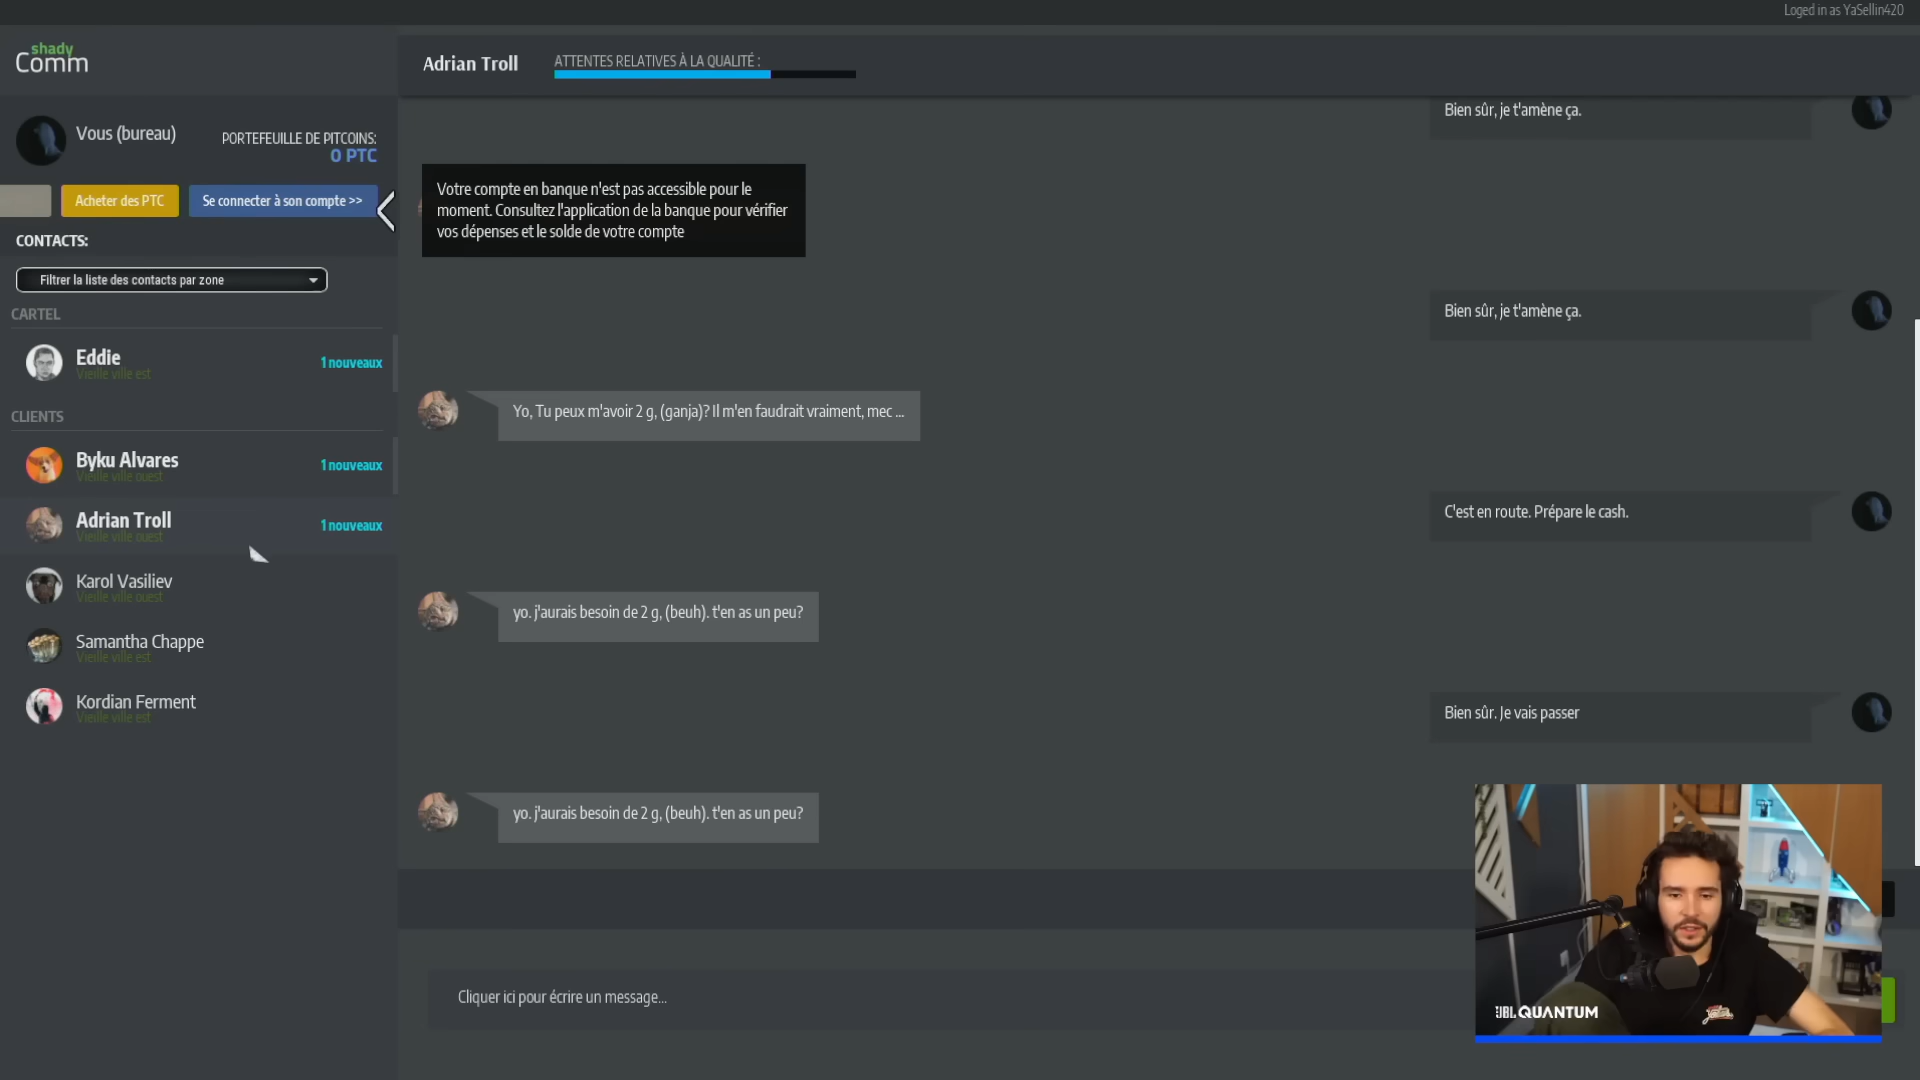 Loged in as YaSellin420
shady
Comm
Adrian Troll
ATTENTES RELATIVES À LA QUALITÉ :
Vous (bureau)
PORTEFEUILLE DE PITCOINS:
0 PTC
Acheter des PTC
Se connecter à son compte >>
CONTACTS:
Filtrer la liste des contacts par zone
CARTEL
Eddie
Vieille ville est
1 nouveaux
CLIENTS
Byku Alvares
Vieille ville ouest
1 nouveaux
Adrian Troll
Vieille ville ouest
1 nouveaux
Karol Vasiliev
Vieille ville ouest
Samantha Chappe
Vieille ville est
Kordian Ferment
Vieille ville est
Bien sûr, je t'amène ça.
Votre compte en banque n'est pas accessible pour le
moment. Consultez l'application de la banque pour vérifier
vos dépenses et le solde de votre compte
Bien sûr, je t'amène ça.
Yo, Tu peux m'avoir 2 g, (ganja)? Il m'en faudrait vraiment, mec ...
C'est en route. Prépare le cash.
yo. j'aurais besoin de 2 g, (beuh). t'en as un peu?
Bien sûr. Je vais passer
yo. j'aurais besoin de 2 g, (beuh). t'en as un peu?
Cliquer ici pour écrire un message...
JBL QUANTUM